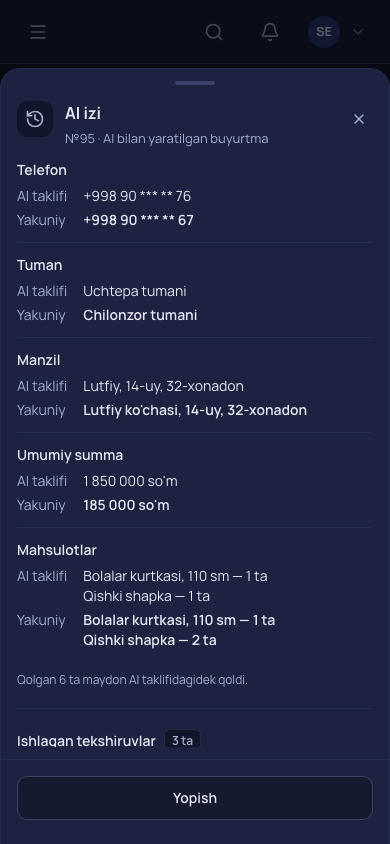 SE
AI izi
№95 · AI bilan yaratilgan buyurtma
Telefon
AI taklifi +998 90 *** ** 76
Yakuniy +998 90 *** ** 67
Tuman
AI taklifi Uchtepa tumani
Yakuniy Chilonzor tumani
Manzil
AI taklifi Lutfiy, 14-uy, 32-xonadon
Yakuniy Lutfiy ko'chasi, 14-uy, 32-xonadon
Umumiy summa
AI taklifi 1 850 000 so'm
Yakuniy 185 000 so'm
Mahsulotlar
AI taklifi Bolalar kurtkasi, 110 sm — 1 ta
Qishki shapka — 1 ta
Yakuniy Bolalar kurtkasi, 110 sm — 1 ta
Qishki shapka — 2 ta
Qolgan 6 ta maydon AI taklifidagidek qoldi.
Ishlagan tekshiruvlar 3 ta
Yopish